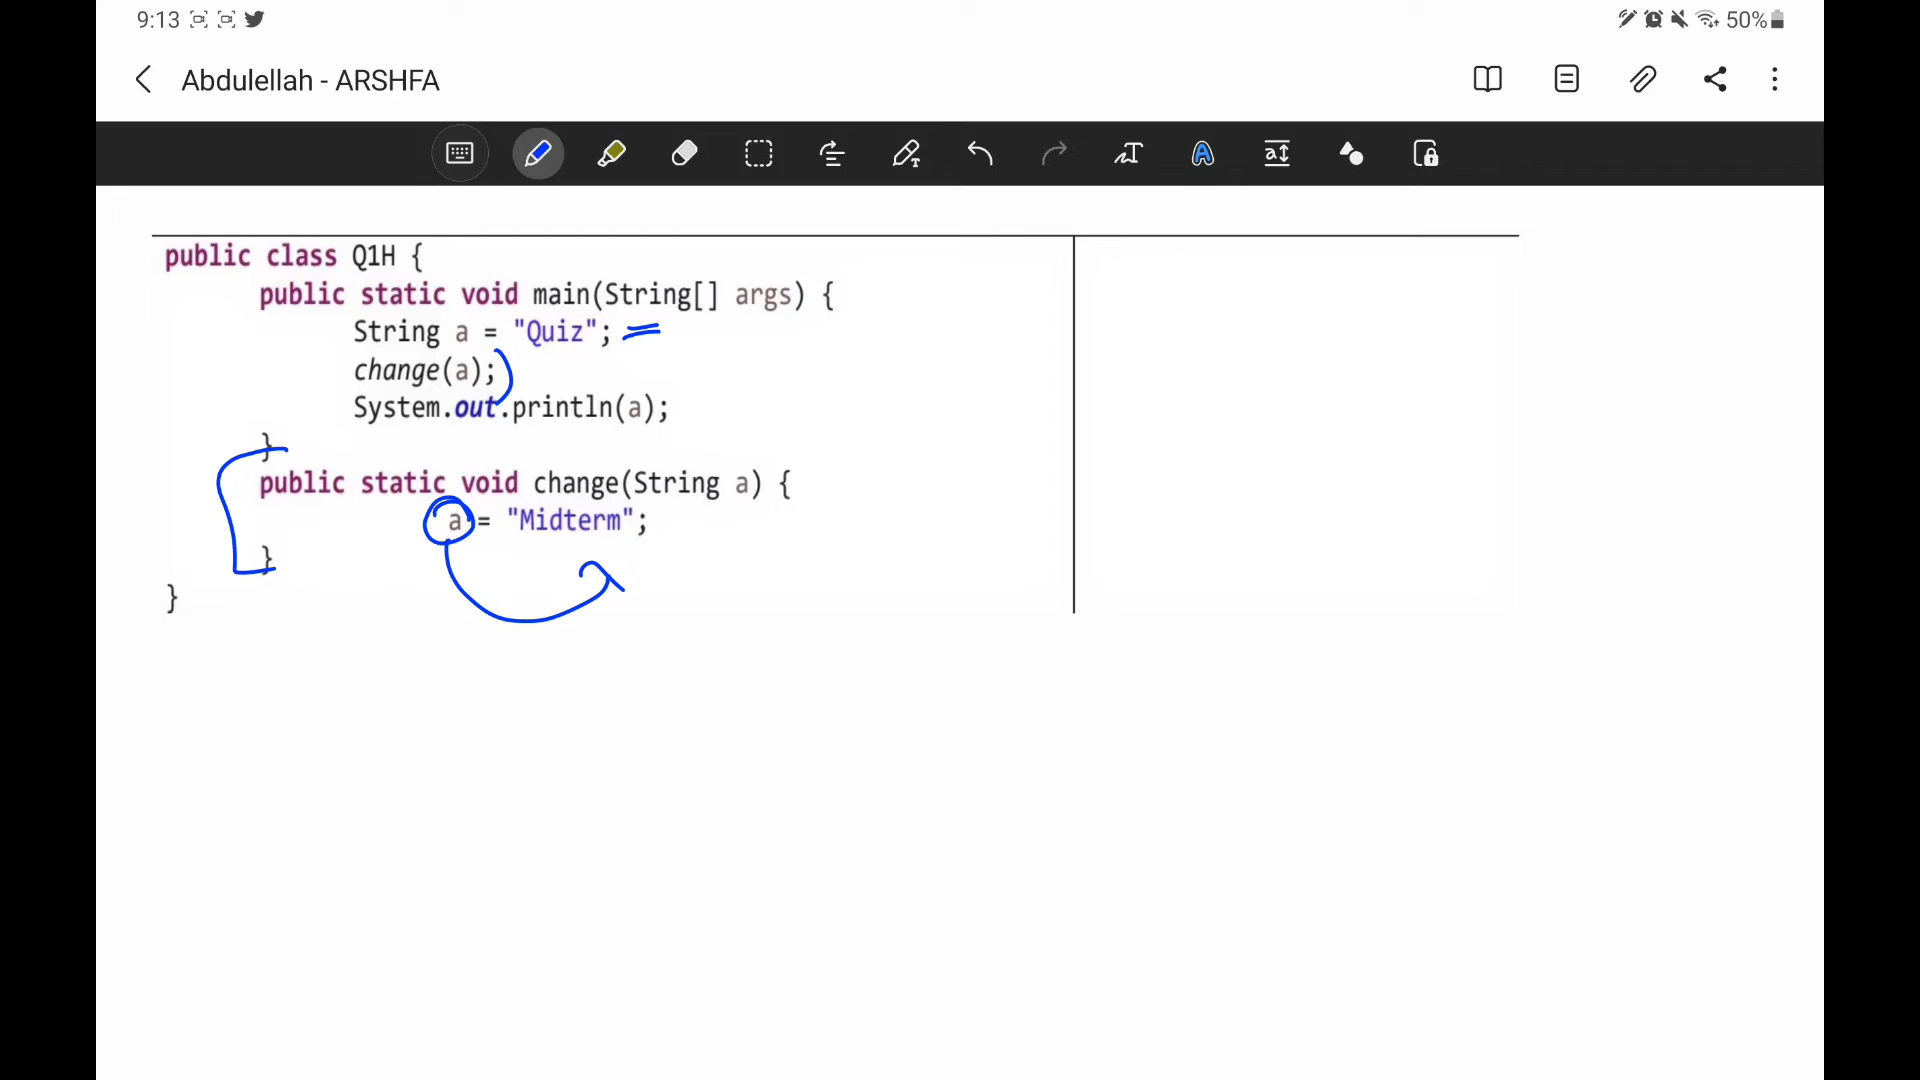 9:13 50%
Abdulellah - ARSHFA
public class Q1H {
public static void main(String[] args) {
String a = "Quiz";
change(a);
System.out.println(a);
}
public static void change(String a) {
a = "Midterm";
}
}